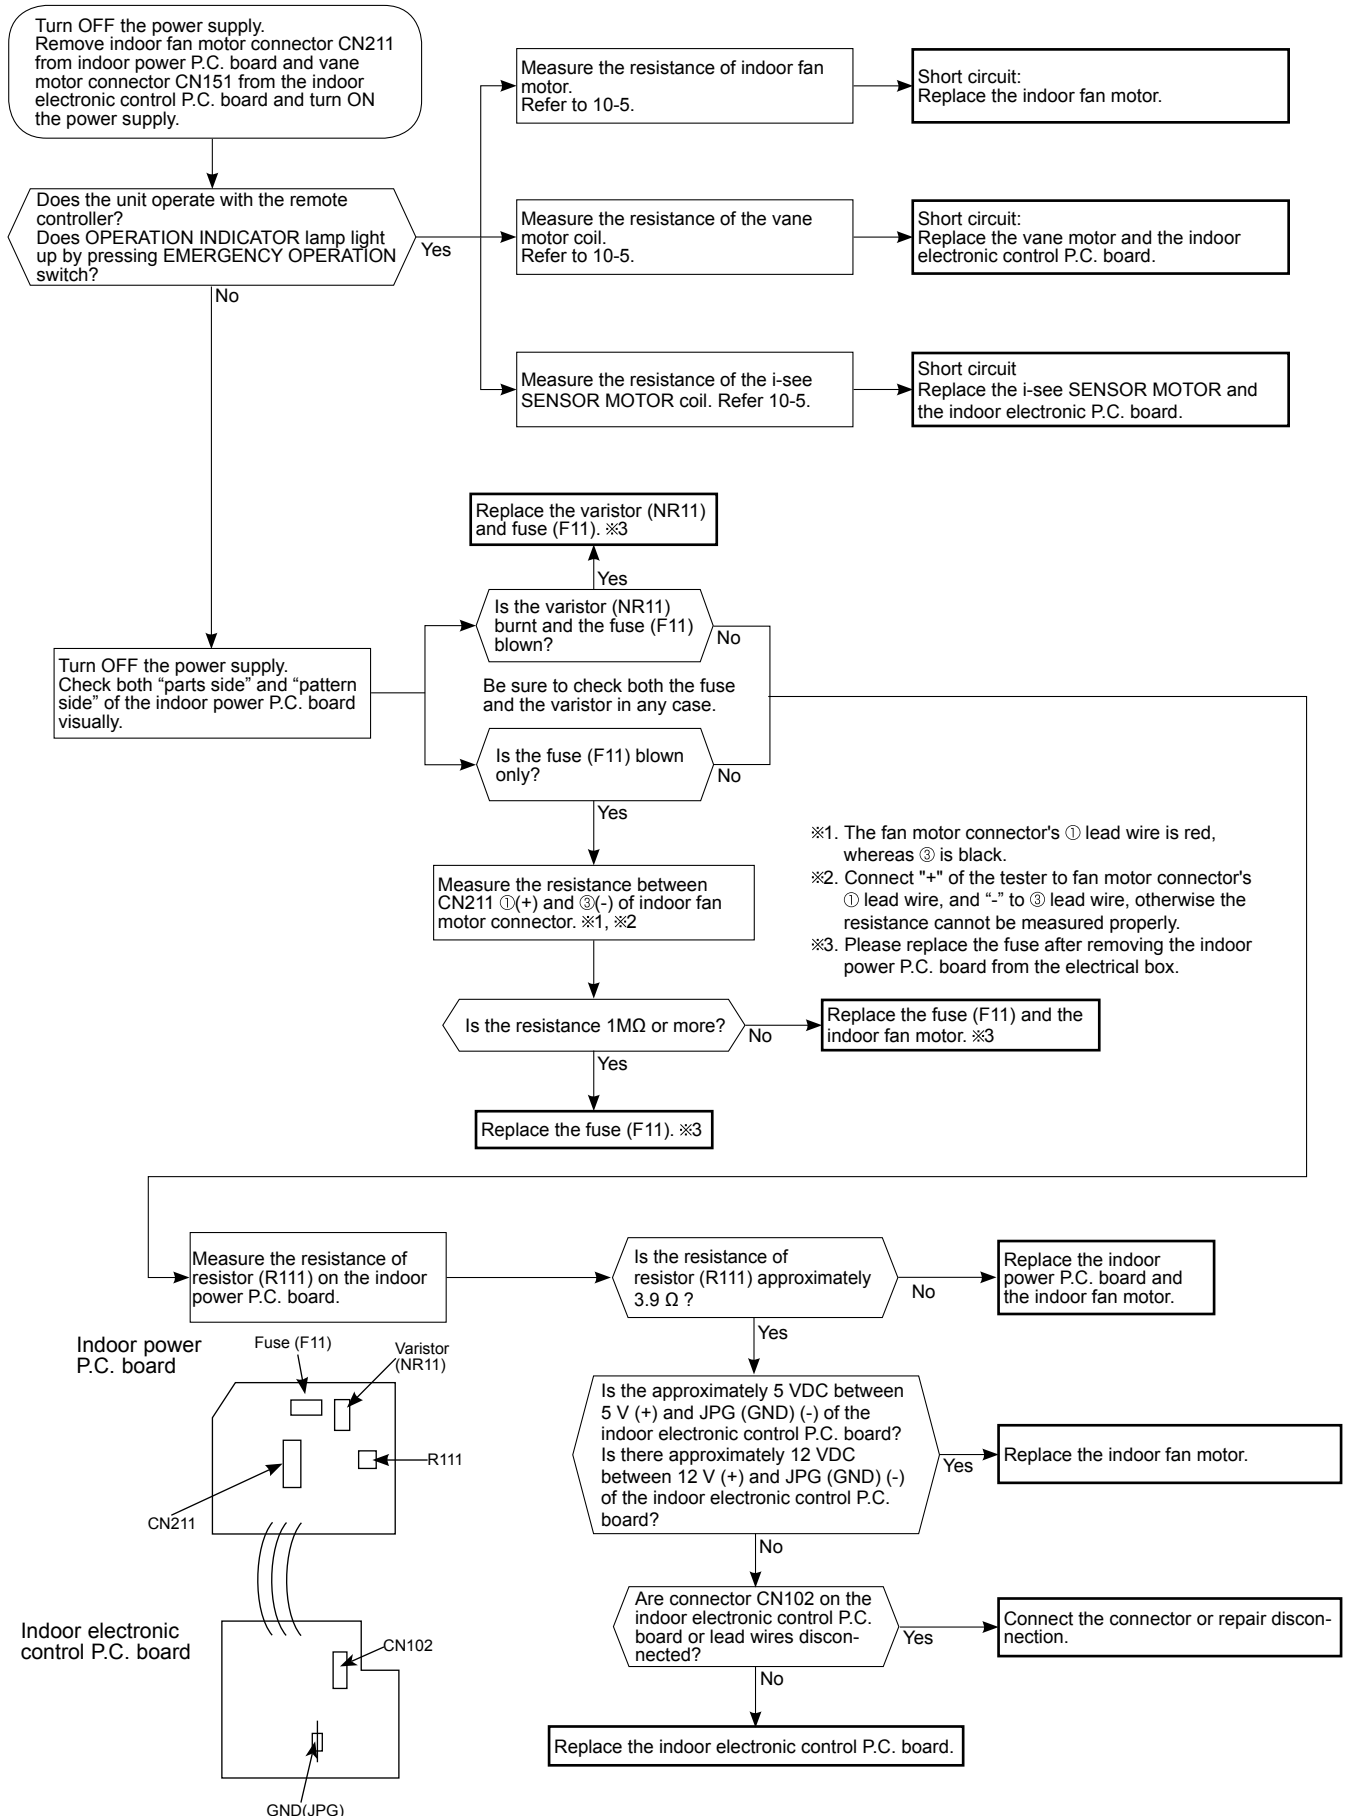 Turn OFF the power supply.
Remove indoor fan motor connector CN211
from indoor power P.C. board and vane
motor connector CN151 from the indoor
electronic control P.C. board and turn ON
the power supply.
Does the unit operate with the remote
controller?
Does OPERATION INDICATOR lamp light
up by pressing EMERGENCY OPERATION
switch?
Yes
No
Measure the resistance of indoor fan
motor.
Refer to 10-5.
Short circuit:
Replace the indoor fan motor.
Measure the resistance of the vane
motor coil.
Refer to 10-5.
Short circuit:
Replace the vane motor and the indoor
electronic control P.C. board.
Measure the resistance of the i-see
SENSOR MOTOR coil. Refer 10-5.
Short circuit
Replace the i-see SENSOR MOTOR and
the indoor electronic P.C. board.
Replace the varistor (NR11)
and fuse (F11). ※3
Yes
Is the varistor (NR11)
burnt and the fuse (F11)
blown?
No
Turn OFF the power supply.
Check both “parts side” and “pattern
side” of the indoor power P.C. board
visually.
Be sure to check both the fuse
and the varistor in any case.
Is the fuse (F11) blown
only?
No
Yes
Measure the resistance between
CN211 ①(+) and ③(-) of indoor fan
motor connector. ※1, ※2
※1. The fan motor connector's ① lead wire is red,
whereas ③ is black.
※2. Connect "+" of the tester to fan motor connector's
① lead wire, and “-” to ③ lead wire, otherwise the
resistance cannot be measured properly.
※3. Please replace the fuse after removing the indoor
power P.C. board from the electrical box.
Is the resistance 1MΩ or more?
No
Replace the fuse (F11) and the
indoor fan motor. ※3
Yes
Replace the fuse (F11). ※3
Measure the resistance of
resistor (R111) on the indoor
power P.C. board.
Is the resistance of
resistor (R111) approximately
3.9 Ω ?
No
Replace the indoor
power P.C. board and
the indoor fan motor.
Yes
Is the approximately 5 VDC between
5 V (+) and JPG (GND) (-) of the
indoor electronic control P.C. board?
Is there approximately 12 VDC
between 12 V (+) and JPG (GND) (-)
of the indoor electronic control P.C.
board?
Yes
Replace the indoor fan motor.
No
Are connector CN102 on the
indoor electronic control P.C.
board or lead wires discon-
nected?
Yes
Connect the connector or repair discon-
nection.
No
Replace the indoor electronic control P.C. board.
Indoor power
P.C. board
Fuse (F11)
Varistor
(NR11)
R111
CN211
Indoor electronic
control P.C. board
CN102
GND(JPG)